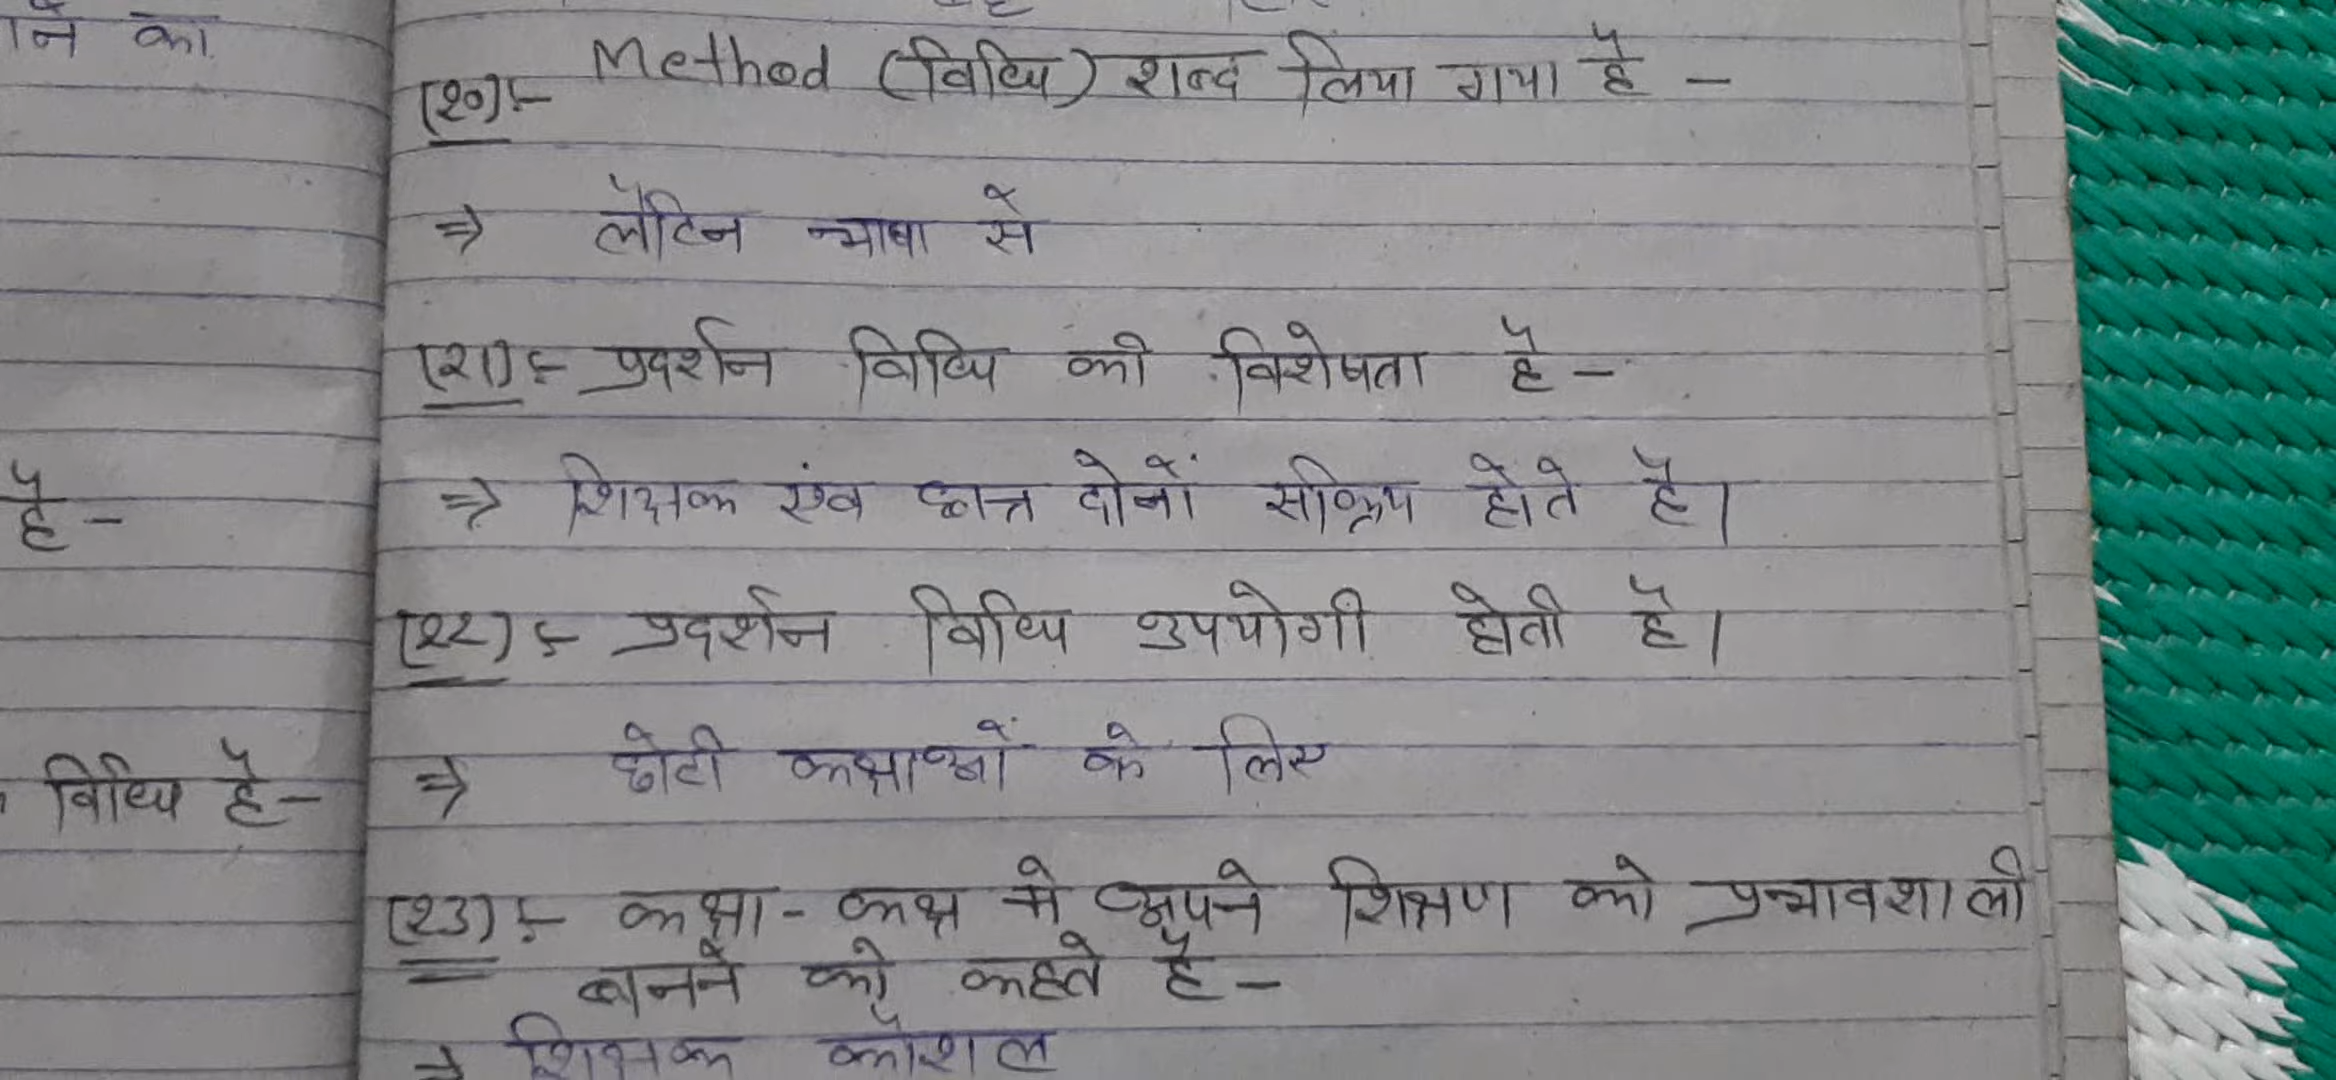 ने का
है -
विधि है -
(20):- Method (विधि) शब्द लिया गया है -
⇒ लैटिन भाषा से
(21):- प्रदर्शन विधि की विशेषता है -
⇒ शिक्षक एंव छात्र दोनों सक्रिय होते है।
(22):- प्रदर्शन विधि उपयोगी होती है।
⇒ छोटी कक्षाओं के लिए
(23):- कक्षा - कक्ष मे अपने शिक्षण को प्रभावशाली
बानने को कहते है -
⇒ शिक्षक कौशल